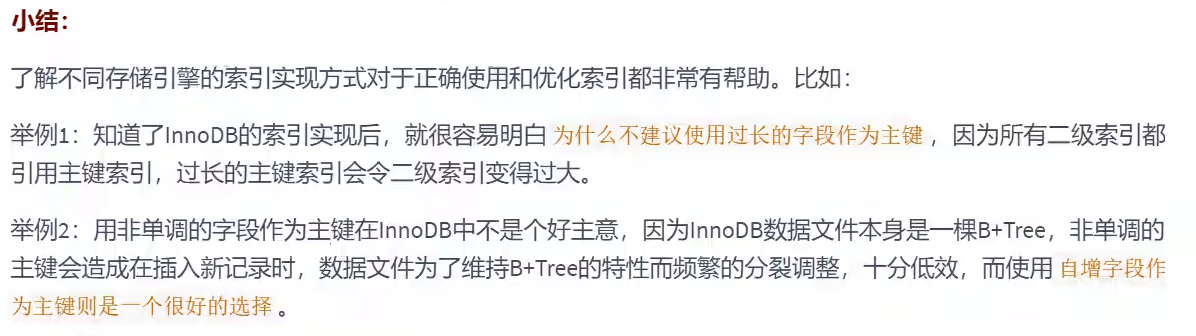 小结：
了解不同存储引擎的索引实现方式对于正确使用和优化索引都非常有帮助。比如：
举例1：知道了InnoDB的索引实现后，就很容易明白 为什么不建议使用过长的字段作为主键 ，因为所有二级索引都
引用主键索引，过长的主键索引会令二级索引变得过大。
举例2：用非单调的字段作为主键在InnoDB中不是个好主意，因为InnoDB数据文件本身是一棵B+Tree，非单调的
主键会造成在插入新记录时，数据文件为了维持B+Tree的特性而频繁的分裂调整，十分低效，而使用 自增字段作
为主键则是一个很好的选择 。